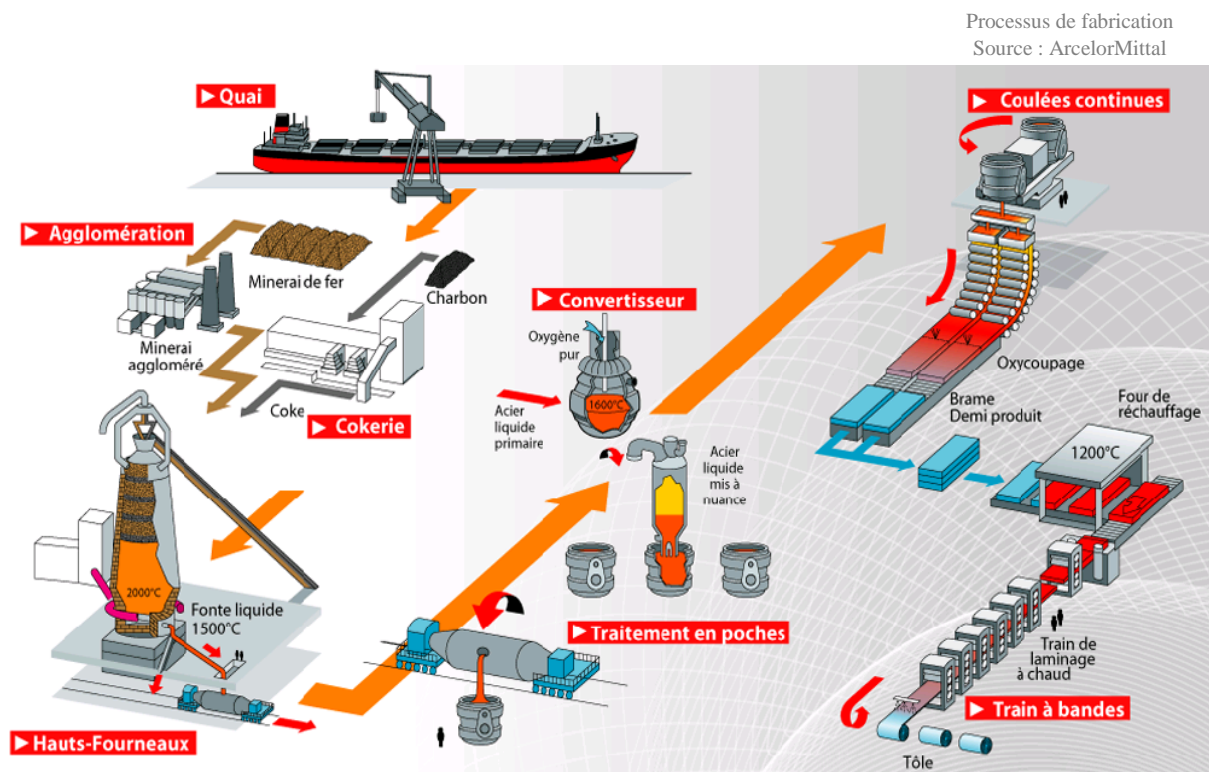 Processus de fabrication
Source : ArcelorMittal
Quai
Coulées continues
Agglomération
Minerai de fer
Charbon
Convertisseur
Oxygène
pur
Minerai
aggloméré
Oxycoupage
1600°C
Coke
Cokerie
Acier
liquide
primaire
Brame
Demi produit
Four de
réchauffage
1200°C
Acier
liquide
mis à
nuance
2000°C
Fonte liquide
1500°C
Traitement en poches
Train de
laminage
à chaud
Train à bandes
Hauts-Fourneaux
Tôle